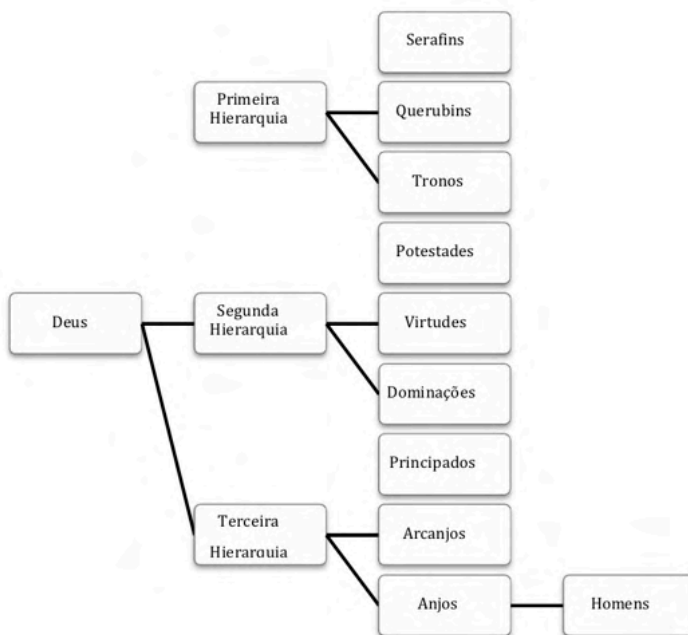 Serafins
Primeira
Hierarquia
Querubins
Tronos
Potestades
Deus
Segunda
Hierarquia
Virtudes
Dominações
Principados
Terceira
Hierarquia
Arcanjos
Anjos
Homens